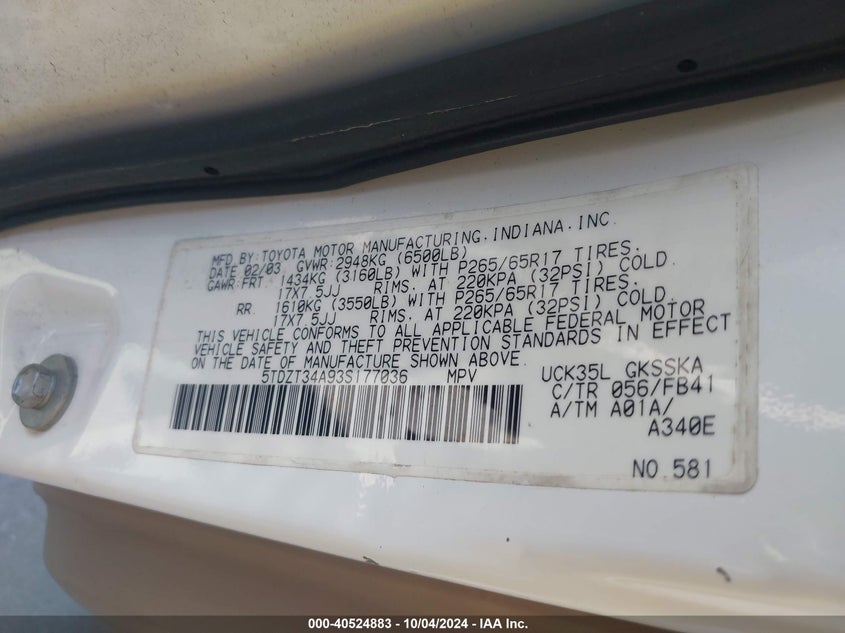 MFD.BY:TOYOTA MOTOR MANUFACTURING.INDIANA.INC.
DATE 02/03 GVWR:2948KG (6500LB)
GAWR:FRT. 1434KG (3160LB) WITH P265/65R17 TIRES.
17X7.5JJ RIMS. AT 220KPA (32PSI) COLD.
RR. 1610KG (3550LB) WITH P265/65R17 TIRES.
17X7.5JJ RIMS. AT 220KPA (32PSI) COLD.
THIS VEHICLE CONFORMS TO ALL APPLICABLE FEDERAL MOTOR
VEHICLE SAFETY AND THEFT PREVENTION STANDARDS IN EFFECT
ON THE DATE OF MANUFACTURE SHOWN ABOVE.
5TDZT34A93S177036 MPV
UCK35L GKSSKA
C/TR 056/FB41
A/TM A01A/
A340E
NO.581
000-40524883 - 10/04/2024 - IAA Inc.